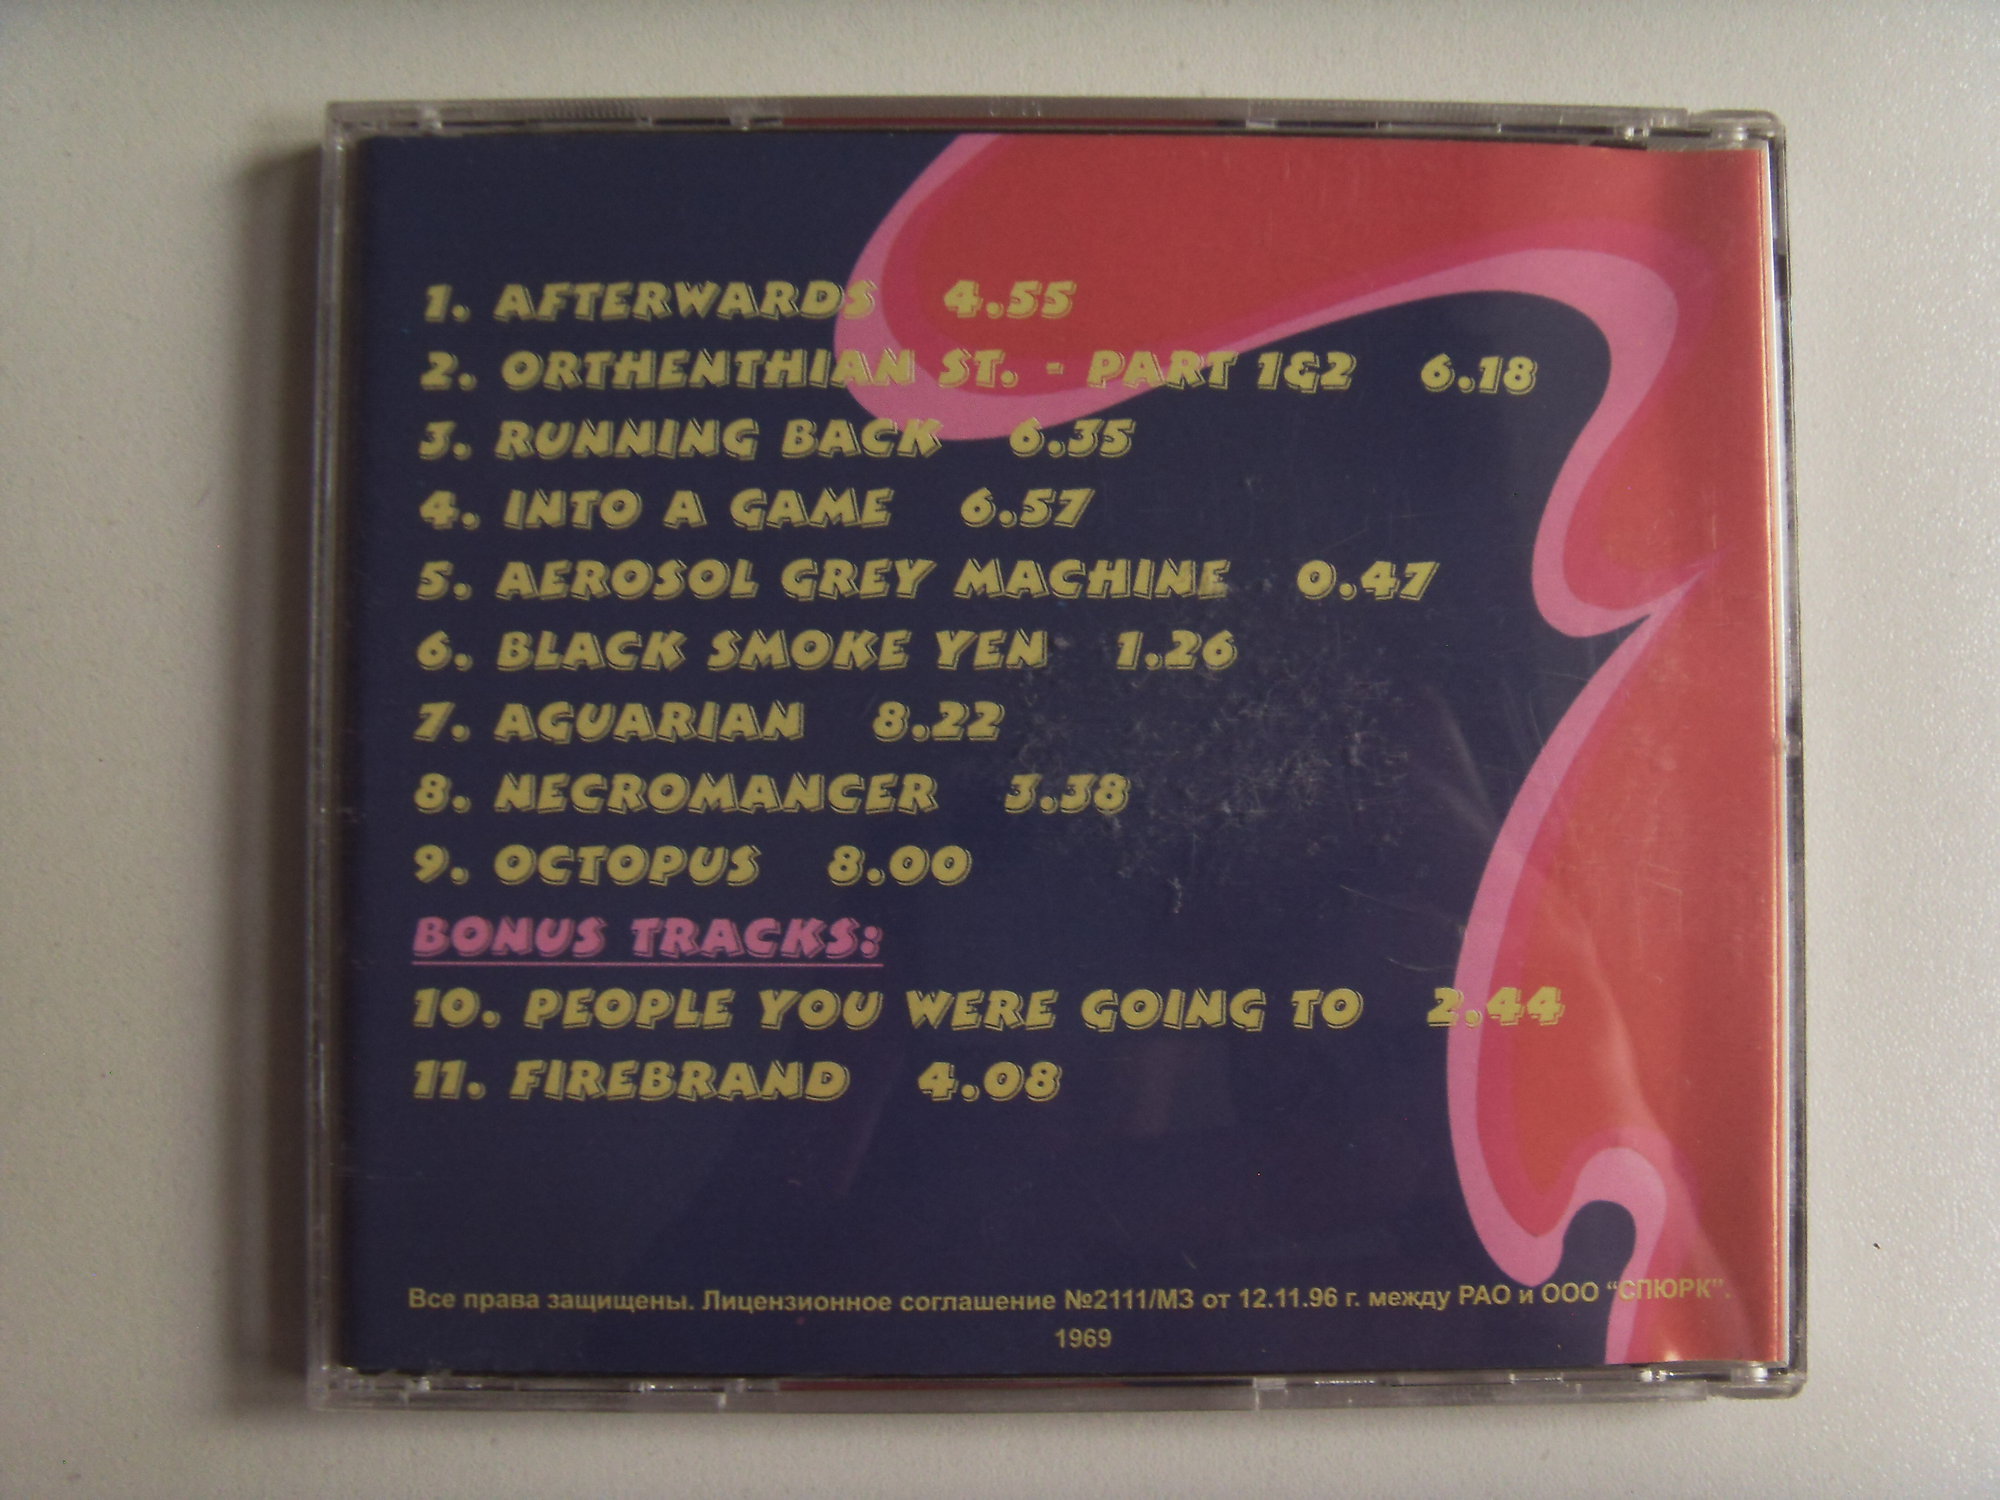 1. AFTERWARDS 4.55
2. ORTHENTHIAN ST. - PART 1&2 6.18
3. RUNNING BACK 6.35
4. INTO A GAME 6.57
5. AEROSOL GREY MACHINE 0.47
6. BLACK SMOKE YEN 1.26
7. AGUARIAN 8.22
8. NECROMANCER 3.38
9. OCTOPUS 8.00
BONUS TRACKS:
10. PEOPLE YOU WERE GOING TO 2.44
11. FIREBRAND 4.08
Все права защищены. Лицензионное соглашение №2111/МЗ от 12.11.96 г. между РАО и ООО "СПЮРК".
1969